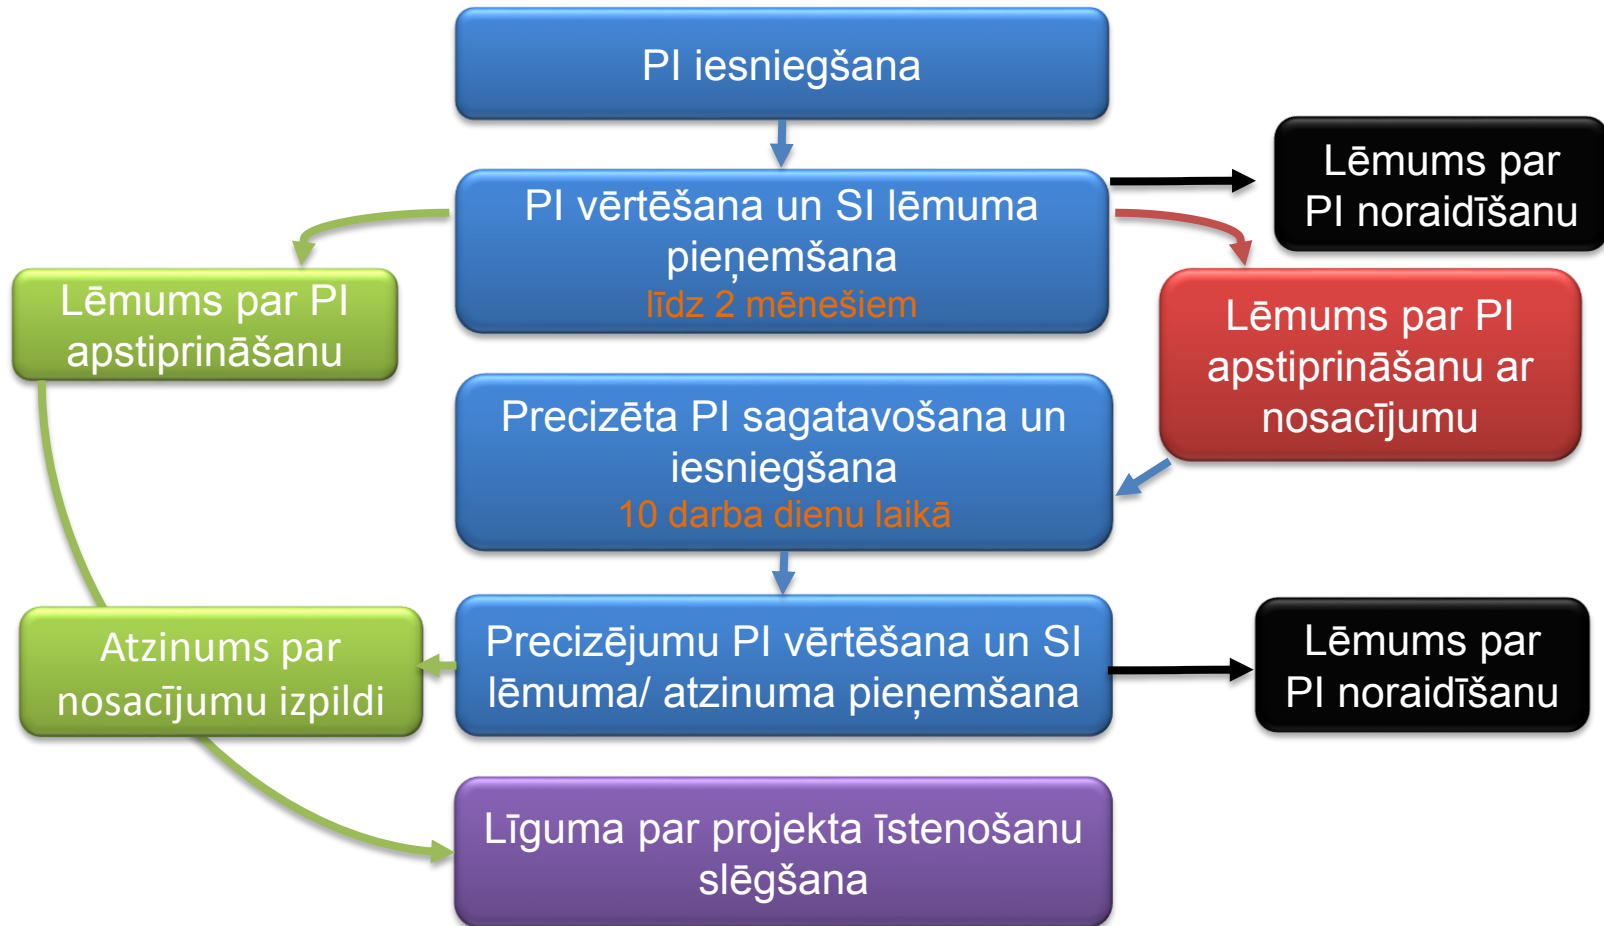 PI iesniegšana
Lēmums par
PI noraidīšanu
PI vērtēšana un SI lēmuma
pieņemšana
līdz 2 mēnešiem
Lēmums par PI
apstiprināšanu
Lēmums par PI
apstiprināšanu ar
nosacījumu
Precizēta PI sagatavošana un
iesniegšana
10 darba dienu laikā
Atzinums par
nosacījumu izpildi
Precizējumu PI vērtēšana un SI
lēmuma/ atzinuma pieņemšana
Lēmums par
PI noraidīšanu
Līguma par projekta īstenošanu
slēgšana